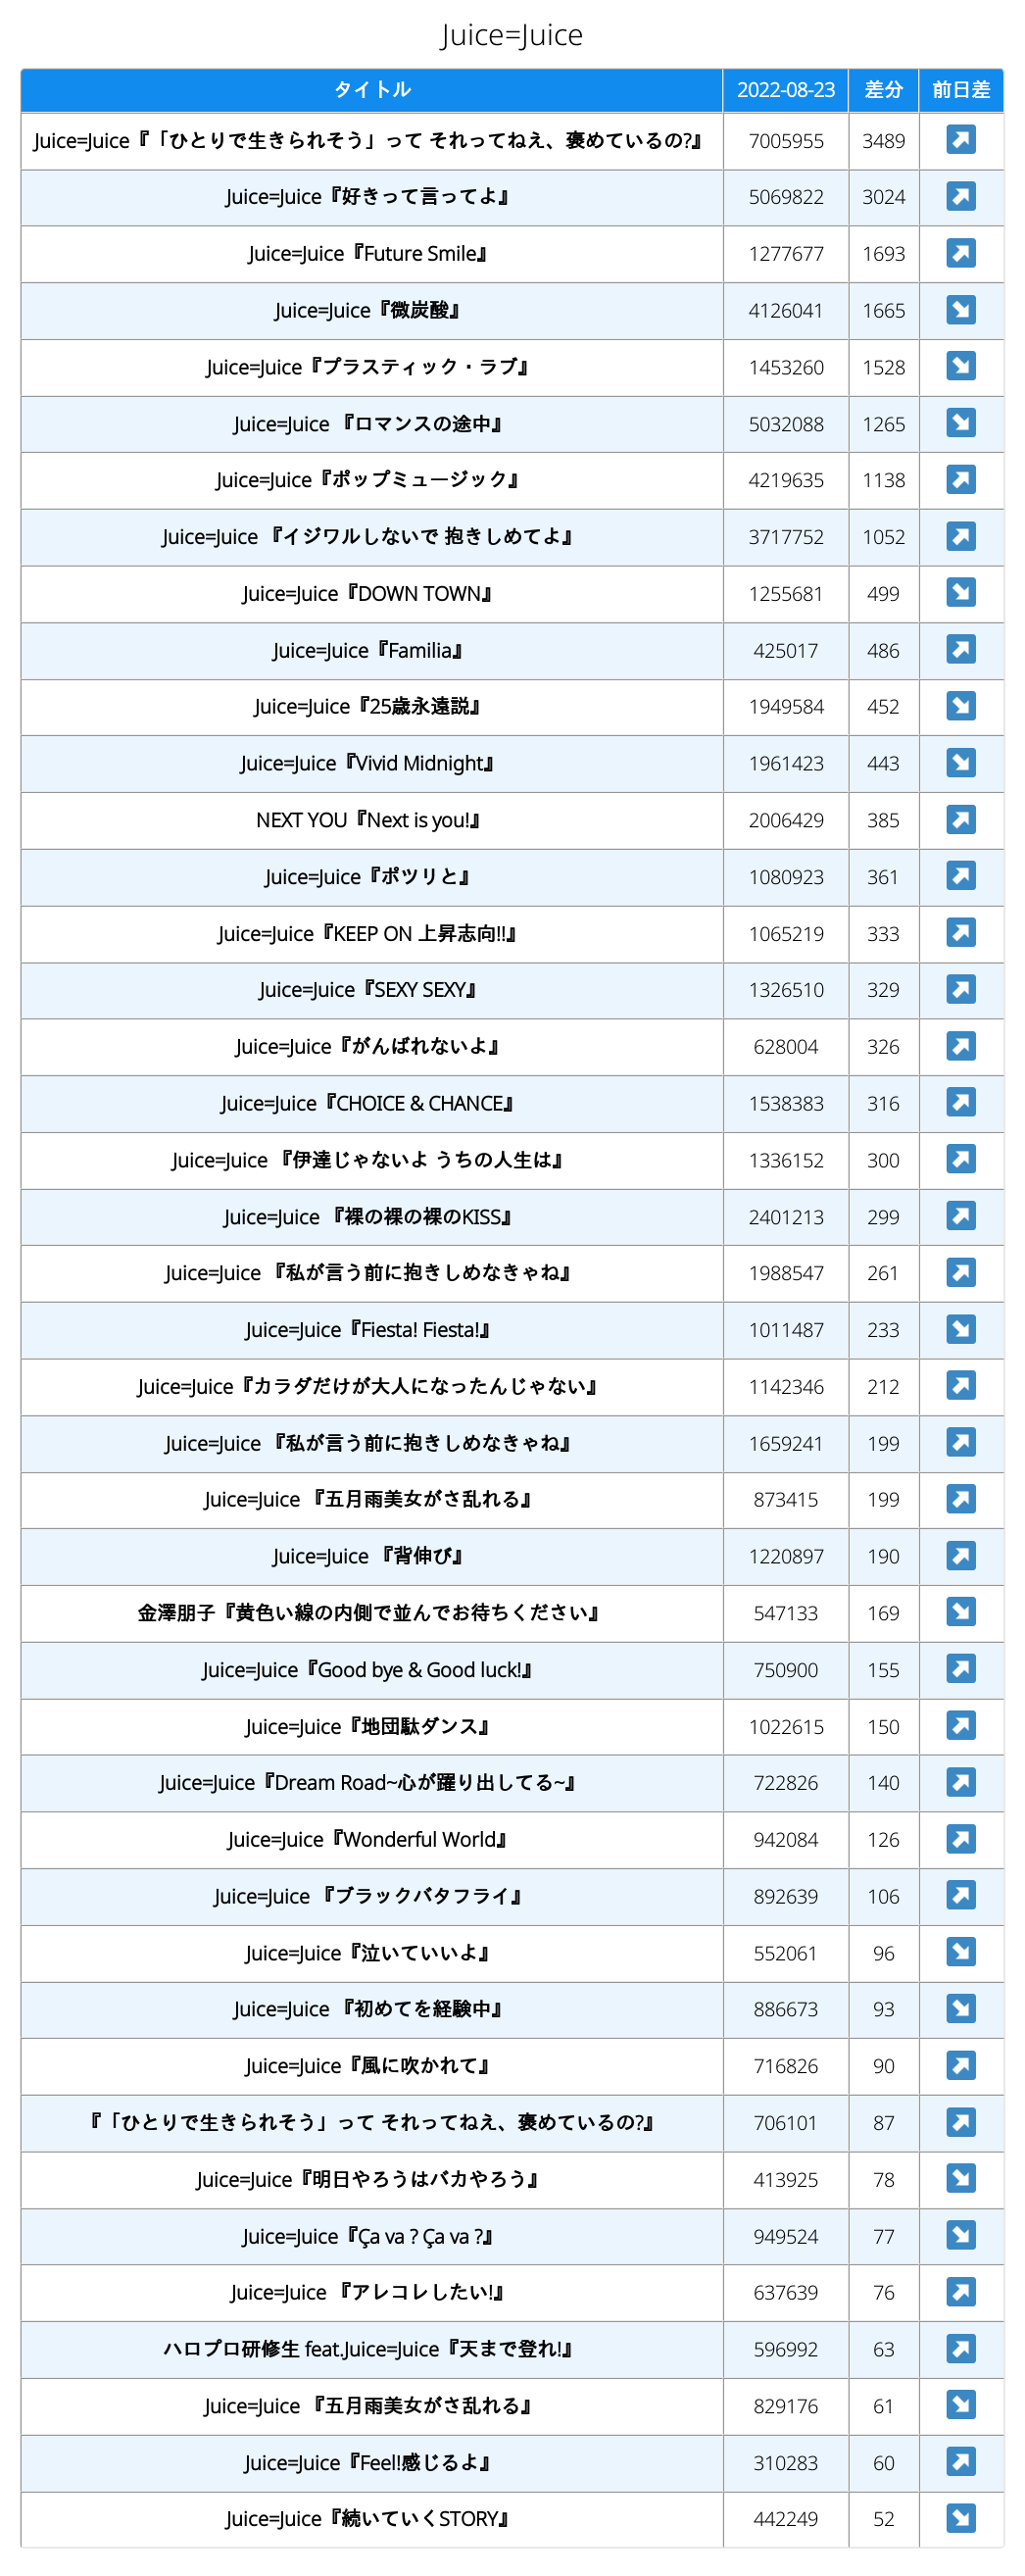 Juice=Juice
タイトル 2022-08-23 差分 前日差
Juice=Juice『「ひとりで生きられそう」って それってねえ、褒めているの?』 7005955 3489
Juice=Juice『好きって言ってよ』 5069822 3024
Juice=Juice『Future Smile』 1277677 1693
Juice=Juice『微炭酸』 4126041 1665
Juice=Juice『プラスティック・ラブ』 1453260 1528
Juice=Juice 『ロマンスの途中』 5032088 1265
Juice=Juice『ポップミュージック』 4219635 1138
Juice=Juice 『イジワルしないで 抱きしめてよ』 3717752 1052
Juice=Juice『DOWN TOWN』 1255681 499
Juice=Juice『Familia』 425017 486
Juice=Juice『25歳永遠説』 1949584 452
Juice=Juice『Vivid Midnight』 1961423 443
NEXT YOU『Next is you!』 2006429 385
Juice=Juice『ポツリと』 1080923 361
Juice=Juice『KEEP ON 上昇志向!!』 1065219 333
Juice=Juice『SEXY SEXY』 1326510 329
Juice=Juice『がんばれないよ』 628004 326
Juice=Juice『CHOICE & CHANCE』 1538383 316
Juice=Juice 『伊達じゃないよ うちの人生は』 1336152 300
Juice=Juice 『裸の裸の裸のKISS』 2401213 299
Juice=Juice 『私が言う前に抱きしめなきゃね』 1988547 261
Juice=Juice『Fiesta! Fiesta!』 1011487 233
Juice=Juice『カラダだけが大人になったんじゃない』 1142346 212
Juice=Juice 『私が言う前に抱きしめなきゃね』 1659241 199
Juice=Juice 『五月雨美女がさ乱れる』 873415 199
Juice=Juice 『背伸び』 1220897 190
金澤朋子『黄色い線の内側で並んでお待ちください』 547133 169
Juice=Juice『Good bye & Good luck!』 750900 155
Juice=Juice『地団駄ダンス』 1022615 150
Juice=Juice『Dream Road~心が躍り出してる~』 722826 140
Juice=Juice『Wonderful World』 942084 126
Juice=Juice 『ブラックバタフライ』 892639 106
Juice=Juice『泣いていいよ』 552061 96
Juice=Juice 『初めてを経験中』 886673 93
Juice=Juice『風に吹かれて』 716826 90
『「ひとりで生きられそう」って それってねえ、褒めているの?』 706101 87
Juice=Juice『明日やろうはバカやろう』 413925 78
Juice=Juice『Ça va ? Ça va ?』 949524 77
Juice=Juice 『アレコレしたい!』 637639 76
ハロプロ研修生 feat.Juice=Juice『天まで登れ!』 596992 63
Juice=Juice 『五月雨美女がさ乱れる』 829176 61
Juice=Juice『Feel!感じるよ』 310283 60
Juice=Juice『続いていくSTORY』 442249 52